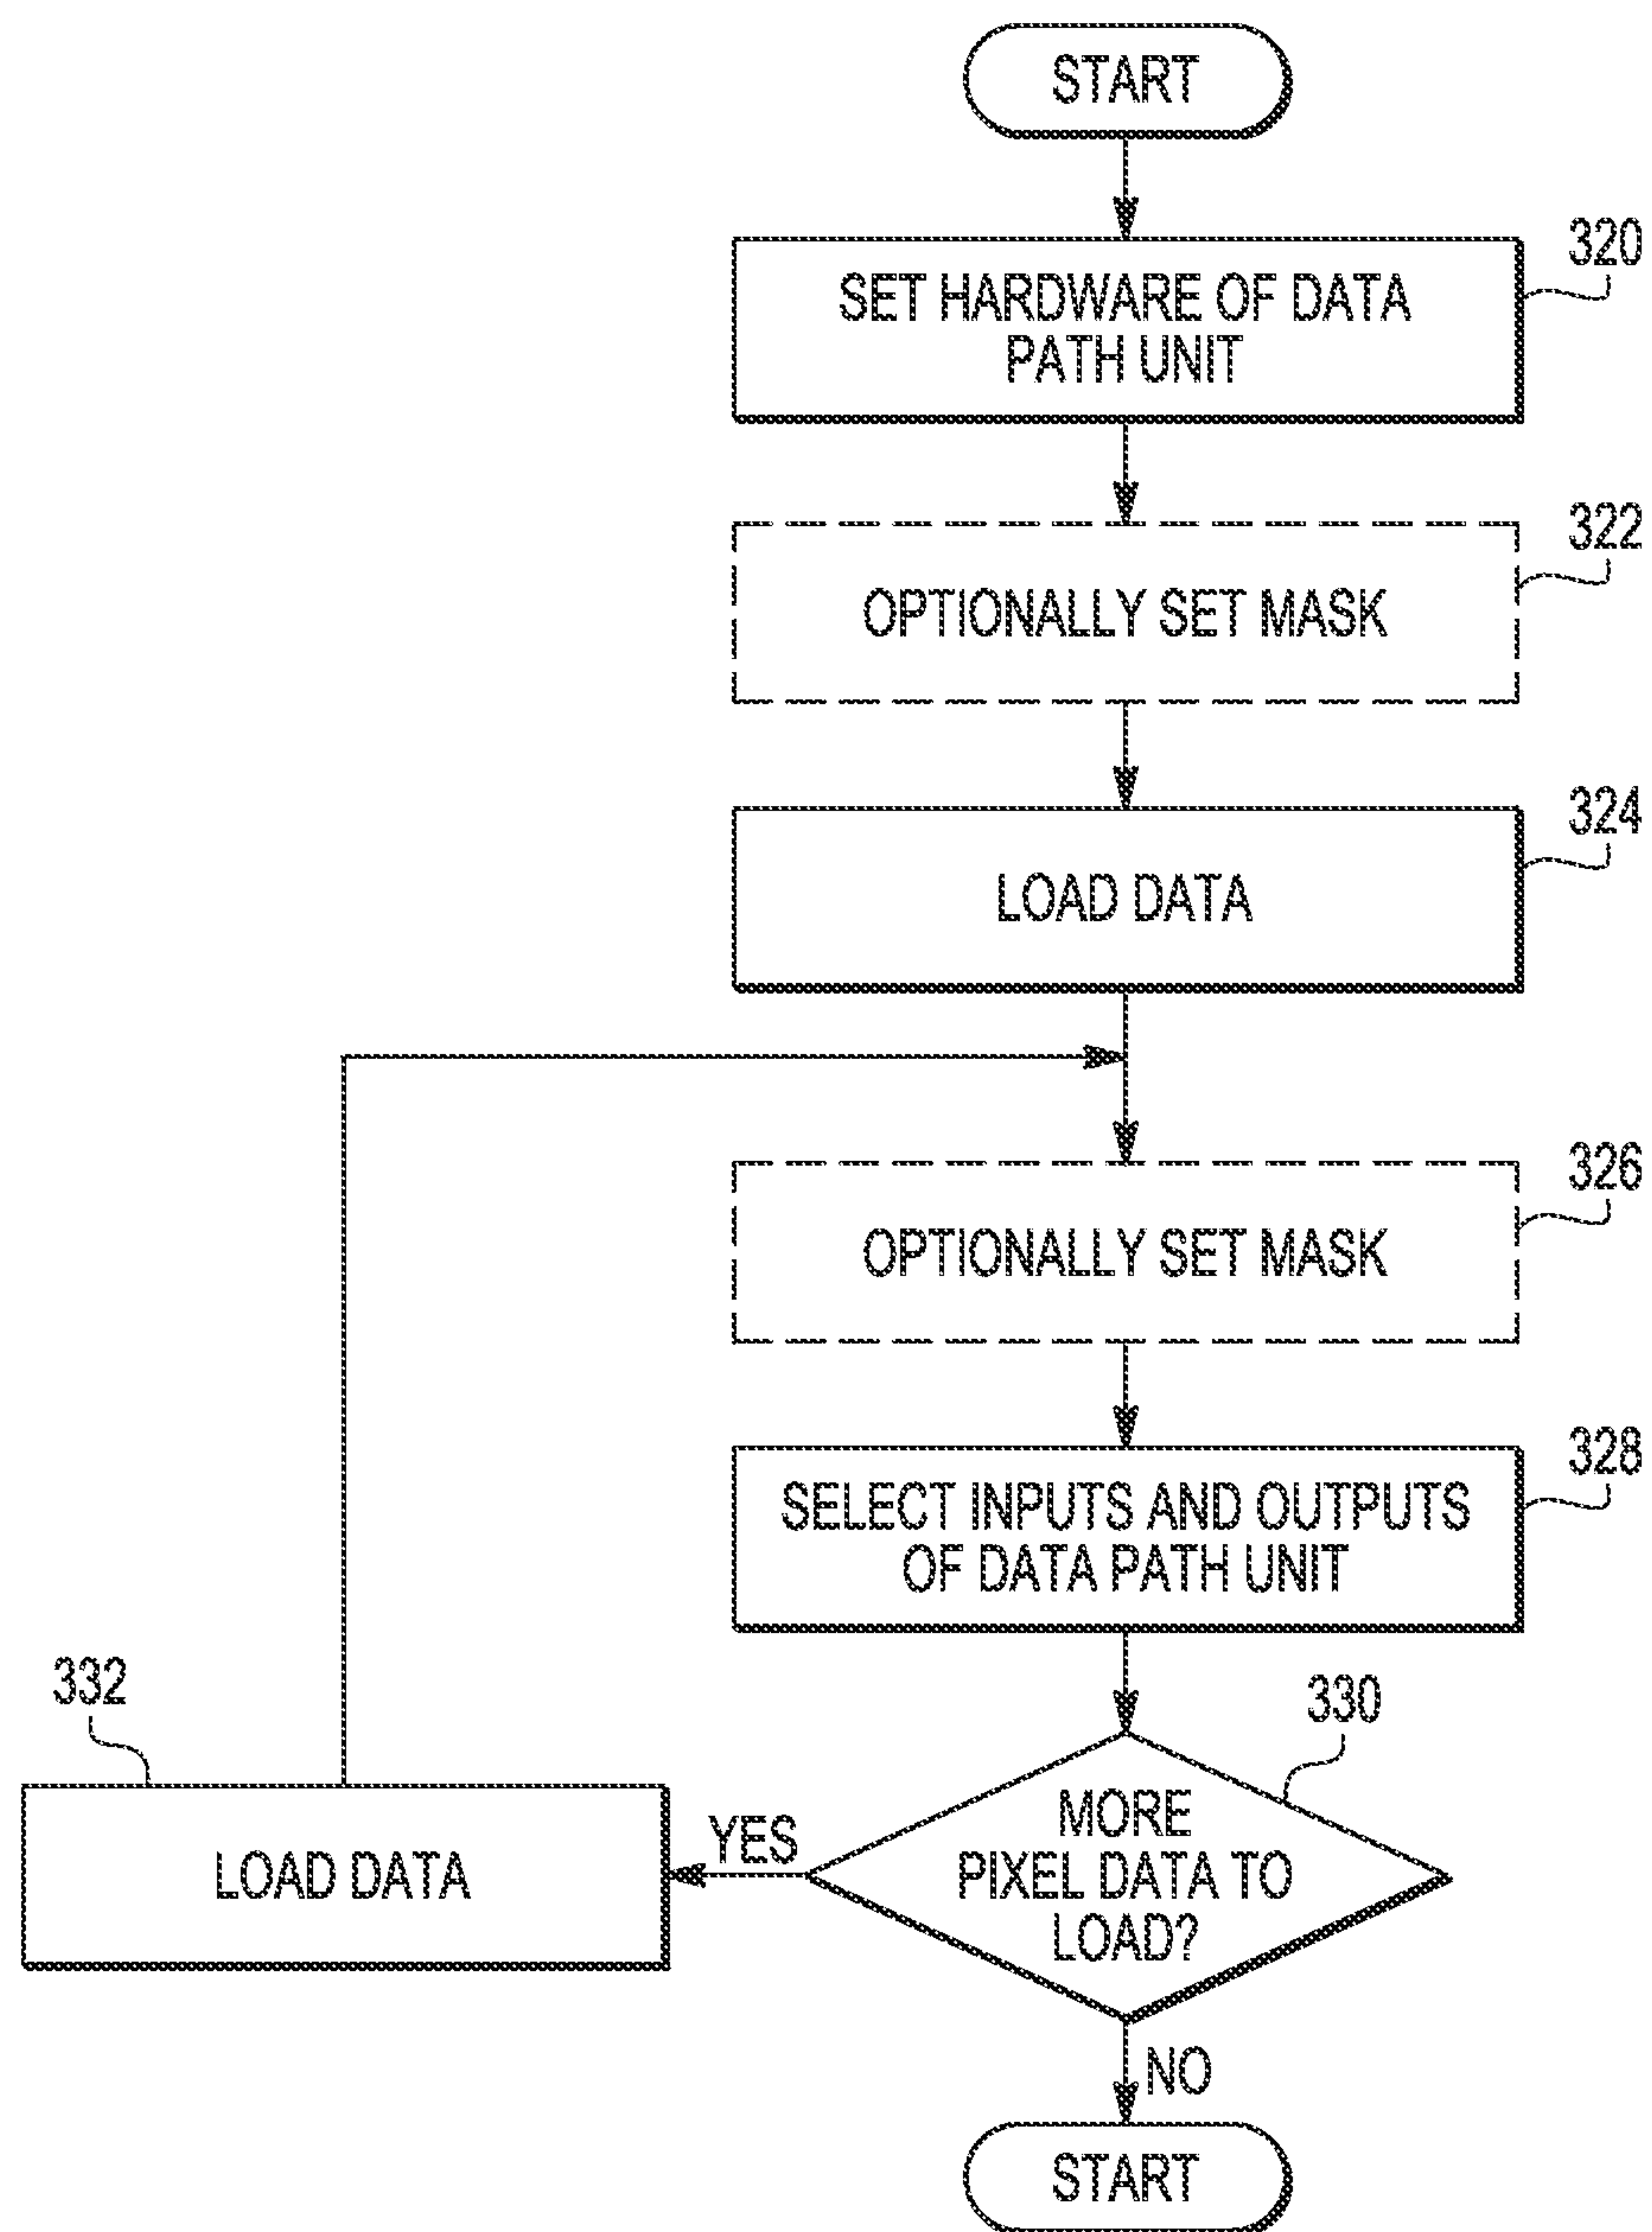 START
320
SET HARDWARE OF DATA
PATH UNIT
322
OPTIONALLY SET MASK
324
LOAD DATA
326
OPTIONALLY SET MASK
328
SELECT INPUTS AND OUTPUTS
OF DATA PATH UNIT
330
MORE
PIXEL DATA TO
LOAD?
YES
332
LOAD DATA
NO
START